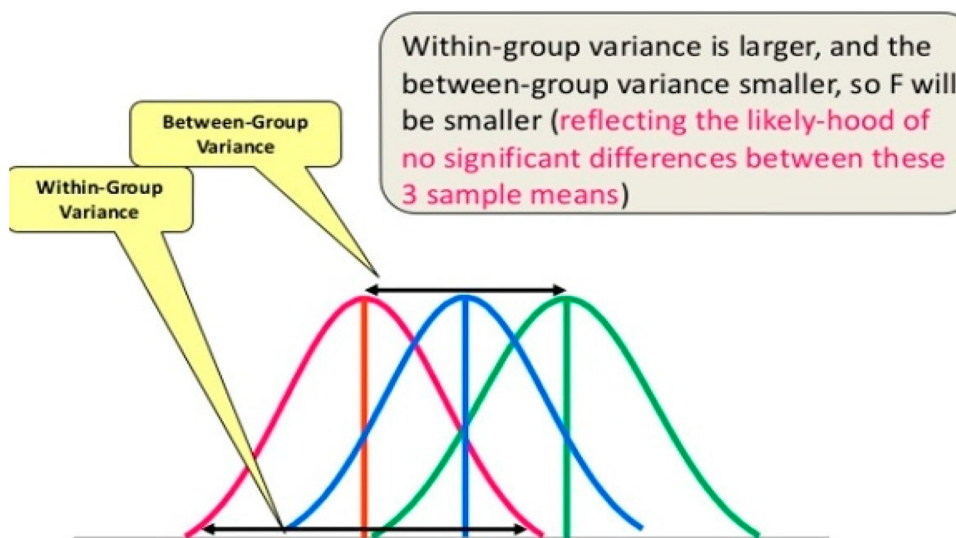 Within-group variance is larger, and the
between-group variance smaller, so F will
be smaller (reflecting the likely-hood of
no significant differences between these
3 sample means)
Between-Group
Variance
Within-Group
Variance